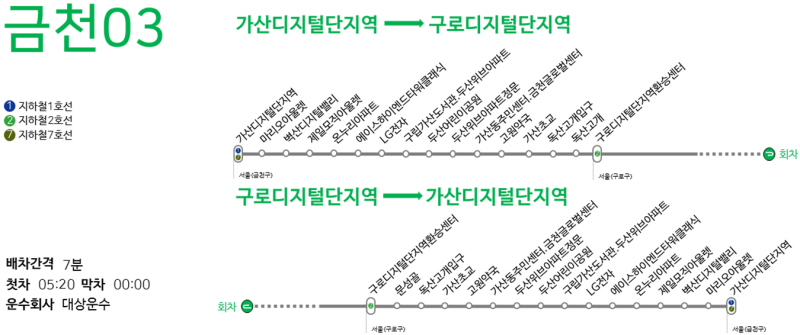 금천03
가산디지털단지역 → 구로디지털단지역
1 지하철1호선
2 지하철2호선
7 지하철7호선
가산디지털단지역
마리오아울렛
벽산디지털밸리
제일모직아울렛
온누리아파트
에이스하이엔드타워클래식
LG전자
구립가산도서관.두산위브아파트
두산어린이공원
두산위브아파트정문
가산동주민센터.금천글로벌센터
고원약국
가산초교
독산고개입구
독산고개
구로디지털단지역환승센터
1
7
2
회차
서울(금천구)
서울(구로구)
구로디지털단지역 → 가산디지털단지역
구로디지털단지역환승센터
문성골
독산고개입구
가산초교
고원약국
가산동주민센터.금천글로벌센터
두산위브아파트정문
두산어린이공원
구립가산도서관.두산위브아파트
LG전자
에이스하이엔드타워클래식
온누리아파트
제일모직아울렛
벽산디지털밸리
마리오아울렛
가산디지털단지역
회차
2
1
7
서울(구로구)
서울(금천구)
배차간격 7분
첫차 05:20 막차 00:00
운수회사 대상운수